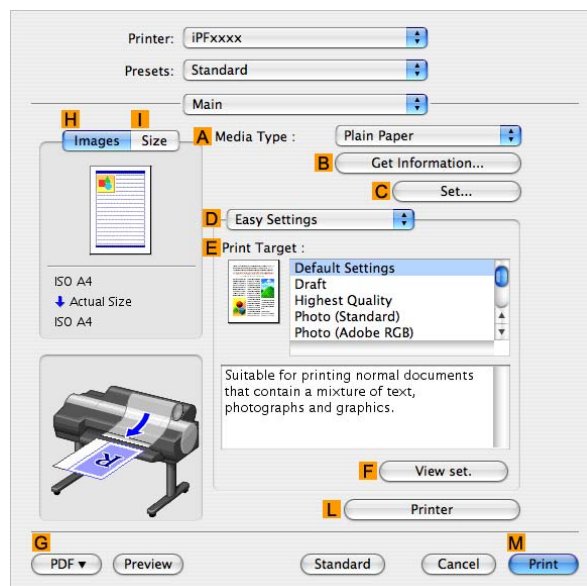 Printer: iPFxxxx
Presets: Standard
Main
H I
Images Size
A Media Type : Plain Paper
B Get Information...
C Set...
D Easy Settings
E Print Target :
Default Settings
Draft
Highest Quality
Photo (Standard)
Photo (Adobe RGB)
ISO A4
Actual Size
ISO A4
Suitable for printing normal documents
that contain a mixture of text,
photographs and graphics.
F View set.
L Printer
G M
PDF ▼ Preview Standard Cancel Print